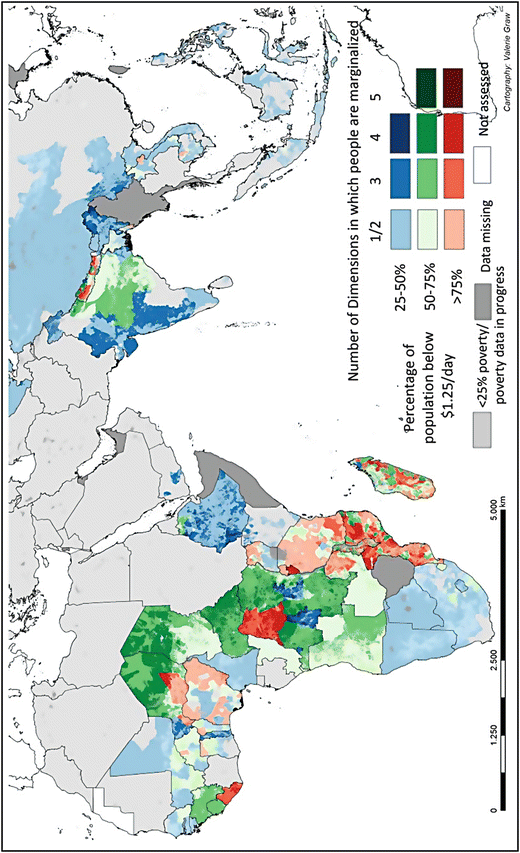 Number of Dimensions in which people are marginalized
1/2 3 4 5
Percentage of
population below
$1.25/day
25-50%
50-75%
>75%
<25% poverty/
poverty data in progress
Data missing
Not assessed
0 1.250 2.500 5.000
km
Cartography: Valerie Graw